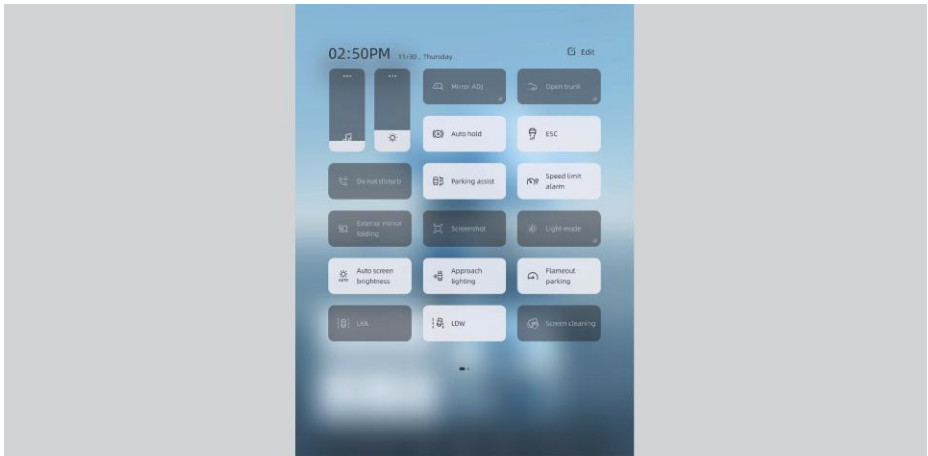 02:50PM 11/30 , Thursday
Edit
Mirror ADJ
Open trunk
Auto hold
ESC
Do not disturb
Parking assist
Speed limit
alarm
Exterior mirror
folding
Screenshot
Light mode
Auto screen
brightness
AUTO
Approach
lighting
Flameout
parking
LKA
LDW
Screen cleaning